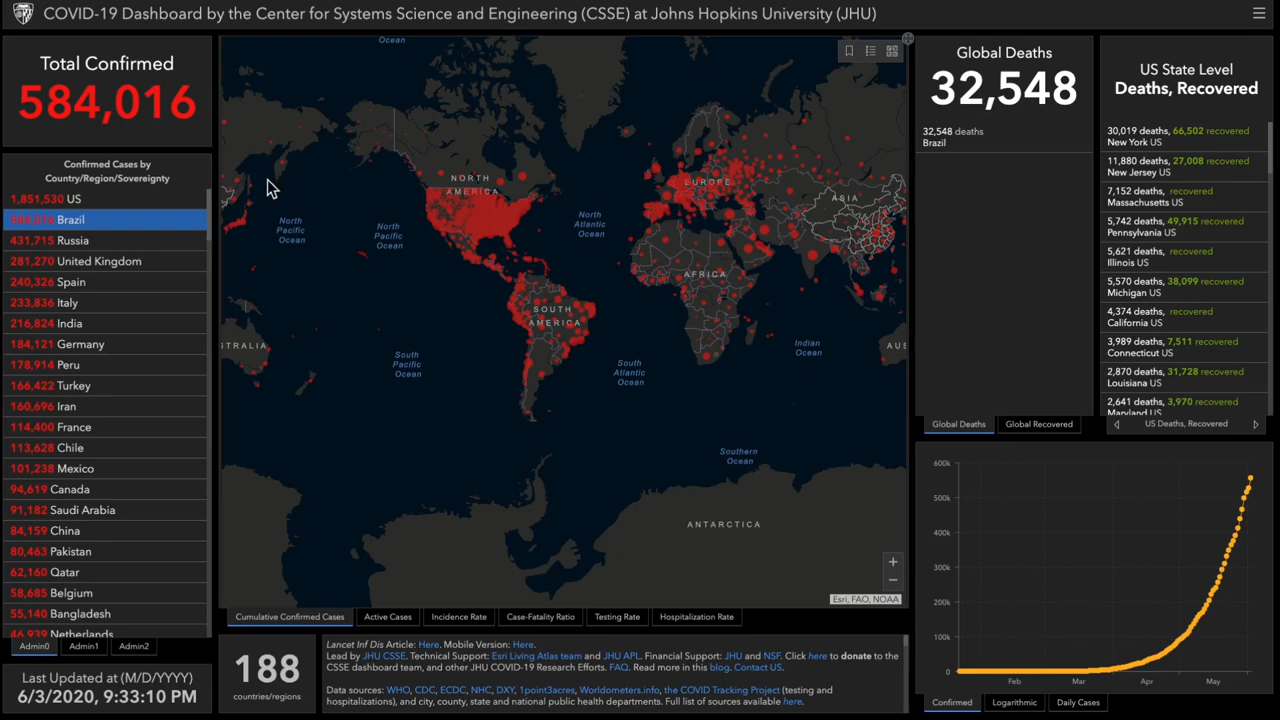 COVID-19 Dashboard by the Center for Systems Science and Engineering (CSSE) at Johns Hopkins University (JHU)
Total Confirmed
584,016
Confirmed Cases by
Country/Region/Sovereignty
1,851,530 US
584,016 Brazil
431,715 Russia
281,270 United Kingdom
240,326 Spain
233,836 Italy
216,824 India
184,121 Germany
178,914 Peru
166,422 Turkey
160,696 Iran
114,400 France
113,628 Chile
101,238 Mexico
94,619 Canada
91,182 Saudi Arabia
84,159 China
80,463 Pakistan
62,160 Qatar
58,685 Belgium
55,140 Bangladesh
46,939 Netherlands
Admin0
Admin1
Admin2
Last Updated at (M/D/YYYY)
6/3/2020, 9:33:10 PM
Ocean
NORTH
AMERICA
EUROPE
ASIA
North
Pacific
Ocean
North
Pacific
Ocean
North
Atlantic
Ocean
AFRICA
SOUTH
AMERICA
TRALIA
AUS
Indian
Ocean
South
Pacific
Ocean
South
Atlantic
Ocean
Southern
Ocean
ANTARCTICA
+
−
Esri, FAO, NOAA
Cumulative Confirmed Cases
Active Cases
Incidence Rate
Case-Fatality Ratio
Testing Rate
Hospitalization Rate
188
countries/regions
Lancet Inf Dis Article: Here. Mobile Version: Here.
Lead by JHU CSSE. Technical Support: Esri Living Atlas team and JHU APL. Financial Support: JHU and NSF. Click here to donate to the
CSSE dashboard team, and other JHU COVID-19 Research Efforts. FAQ. Read more in this blog. Contact US.
Data sources: WHO, CDC, ECDC, NHC, DXY, 1point3acres, Worldometers.info, the COVID Tracking Project (testing and
hospitalizations), and city, county, state and national public health departments. Full list of sources available here.
Global Deaths
32,548
32,548 deaths
Brazil
Global Deaths
Global Recovered
US State Level
Deaths, Recovered
30,019 deaths, 66,502 recovered
New York US
11,880 deaths, 27,008 recovered
New Jersey US
7,152 deaths, recovered
Massachusetts US
5,742 deaths, 49,915 recovered
Pennsylvania US
5,621 deaths, recovered
Illinois US
5,570 deaths, 38,099 recovered
Michigan US
4,374 deaths, recovered
California US
3,989 deaths, 7,511 recovered
Connecticut US
2,870 deaths, 31,728 recovered
Louisiana US
2,641 deaths, 3,970 recovered
Maryland US
US Deaths, Recovered
600k
500k
400k
300k
200k
100k
0
Feb
Mar
Apr
May
Confirmed
Logarithmic
Daily Cases